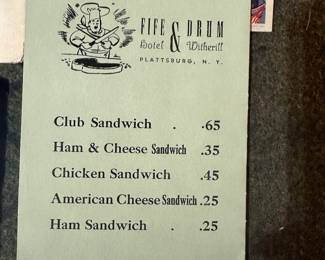 FIFE & DRUM
Hotel Witherill
PLATTSBURG, N. Y.
Club Sandwich . .65
Ham & Cheese Sandwich .35
Chicken Sandwich .45
American Cheese Sandwich .25
Ham Sandwich . .25